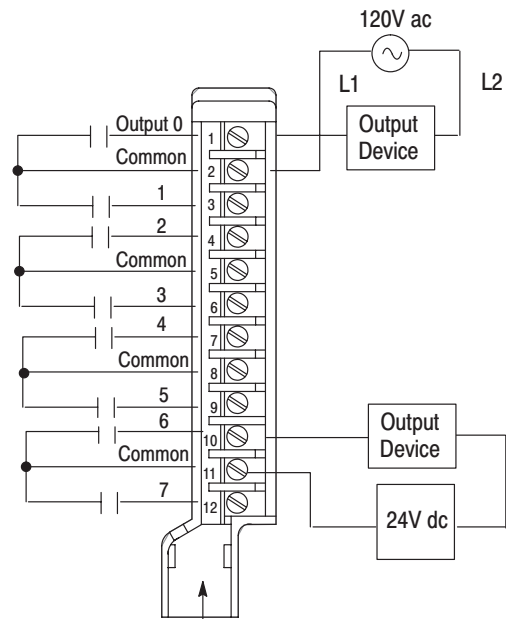 120V ac
L1
L2
Output 0
1
Output
Device
Common
2
1
3
2
4
Common
5
3
6
4
7
Common
8
5
9
6
10
Output
Device
Common
11
7
12
24V dc